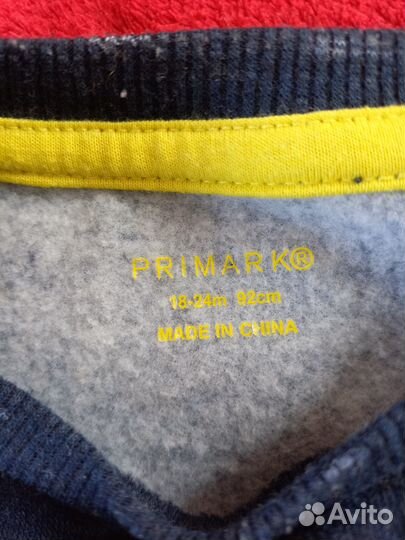 PRIMARK®
18-24m 92cm
MADE IN CHINA
Avito